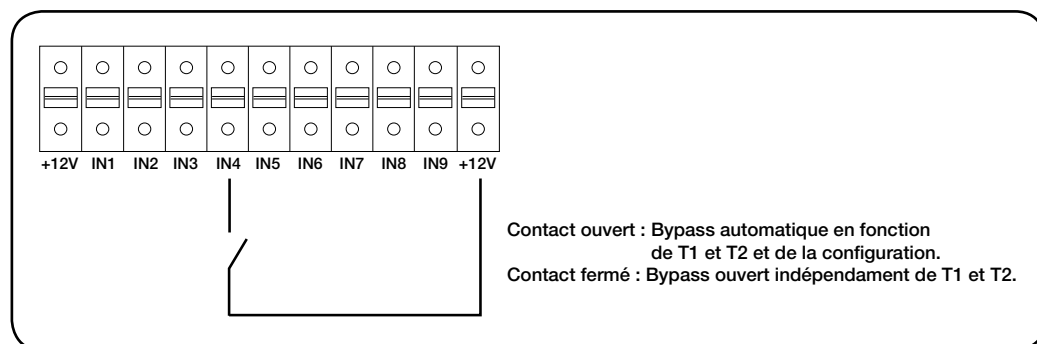 +12V IN1 IN2 IN3 IN4 IN5 IN6 IN7 IN8 IN9 +12V
Contact ouvert : Bypass automatique en fonction
de T1 et T2 et de la configuration.
Contact fermé : Bypass ouvert indépendament de T1 et T2.